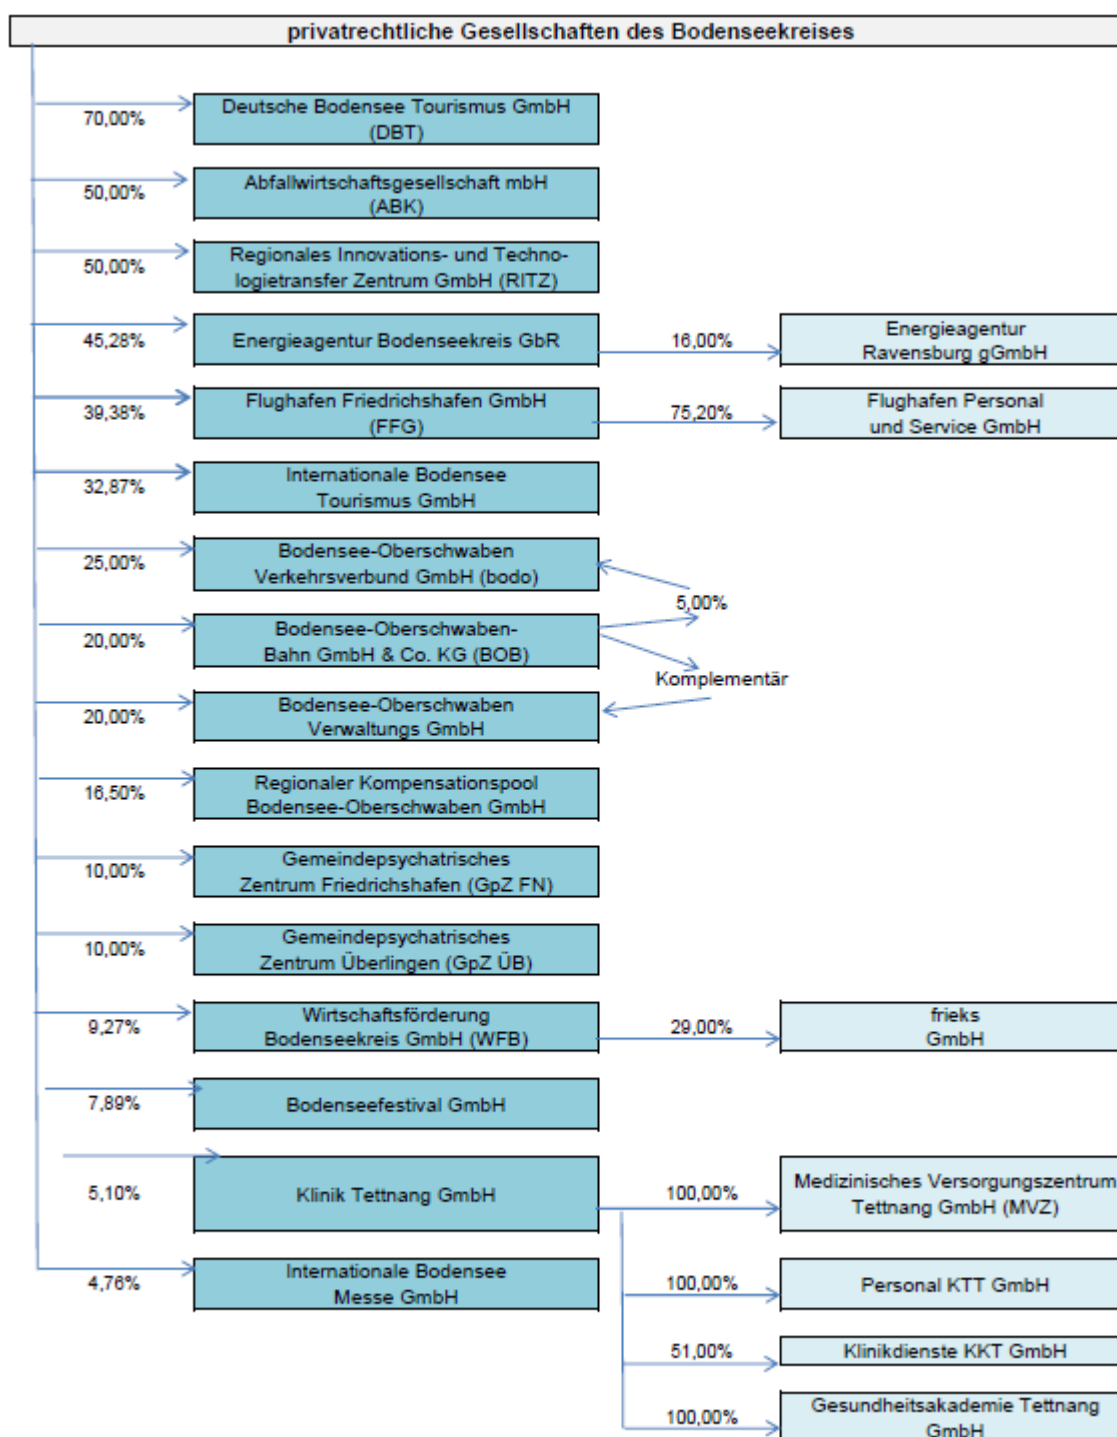 privatrechtliche Gesellschaften des Bodenseekreises
70,00%
Deutsche Bodensee Tourismus GmbH
(DBT)
50,00%
Abfallwirtschaftsgesellschaft mbH
(ABK)
50,00%
Regionales Innovations- und Techno-
logietransfer Zentrum GmbH (RITZ)
45,28%
Energieagentur Bodenseekreis GbR
16,00%
Energieagentur
Ravensburg gGmbH
39,38%
Flughafen Friedrichshafen GmbH
(FFG)
75,20%
Flughafen Personal
und Service GmbH
32,87%
Internationale Bodensee
Tourismus GmbH
25,00%
Bodensee-Oberschwaben
Verkehrsverbund GmbH (bodo)
5,00%
20,00%
Bodensee-Oberschwaben-
Bahn GmbH & Co. KG (BOB)
Komplementär
20,00%
Bodensee-Oberschwaben
Verwaltungs GmbH
16,50%
Regionaler Kompensationspool
Bodensee-Oberschwaben GmbH
10,00%
Gemeindepsychatrisches
Zentrum Friedrichshafen (GpZ FN)
10,00%
Gemeindepsychatrisches
Zentrum Überlingen (GpZ ÜB)
9,27%
Wirtschaftsförderung
Bodenseekreis GmbH (WFB)
29,00%
frieks
GmbH
7,89%
Bodenseefestival GmbH
5,10%
Klinik Tettnang GmbH
100,00%
Medizinisches Versorgungszentrum
Tettnang GmbH (MVZ)
4,76%
Internationale Bodensee
Messe GmbH
100,00%
Personal KTT GmbH
51,00%
Klinikdienste KKT GmbH
100,00%
Gesundheitsakademie Tettnang
GmbH